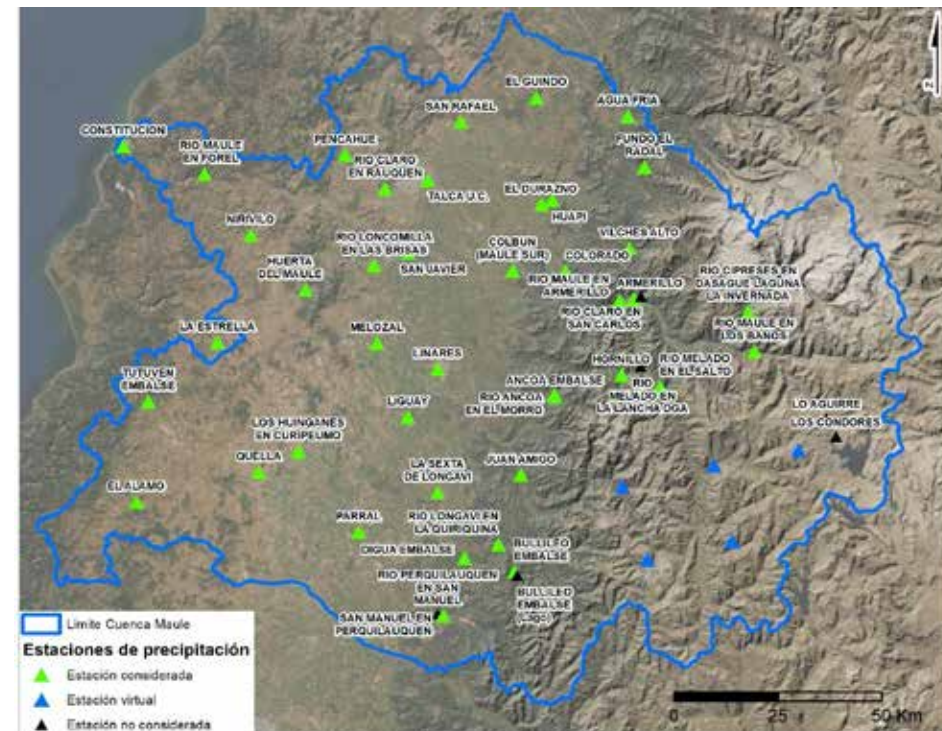 EL GUINDO
SAN RAFAEL
AGUA FRIA
CONSTITUCION
RIO MAULE
EN FOREL
PENCAHUE
FUNDO EL
RADAL
RIO CLARO
EN RAUQUEN
TALCA U.C.
EL DURAZNO
HUAPI
NIRIVILO
RIO LONCOMILLA
EN LAS BRISAS
SAN JAVIER
COLBUN
(MAULE SUR)
VILCHES ALTO
COLORADO
HUERTA
DEL MAULE
RIO MAULE EN
ARMERILLO
ARMERILLO
RIO CIPRESES EN
DASAGUE LAGUNA
LA INVERNADA
RIO CLARO EN
SAN CARLOS
RIO MAULE EN
LOS BAÑOS
LA ESTRELLA
MELOZAL
LINARES
HORNILLO
RIO MELADO
EN EL SALTO
TUTUVEN
EMBALSE
ANCOA EMBALSE
RIO ANCOA
EN EL MORRO
RIO
MELADO EN
LA LANCHA DGA
LIGUAY
LO AGUIRRE
LOS CONDORES
LOS HUINGANES
EN CURIPEUMO
QUELLA
JUAN AMIGO
LA SEXTA
DE LONGAVI
EL ALAMO
PARRAL
RIO LONGAVI EN
LA QUIRIQUINA
DIGUA EMBALSE
BULLILEO
EMBALSE
RIO PERQUILAUQUEN
EN SAN
MANUEL
BULLILEO
EMBALSE
(Lago)
SAN MANUEL EN
PERQUILAUQUEN
Limite Cuenca Maule
Estaciones de precipitación
Estación considerada
Estación virtual
Estación no considerada
0 25 50 Km
N